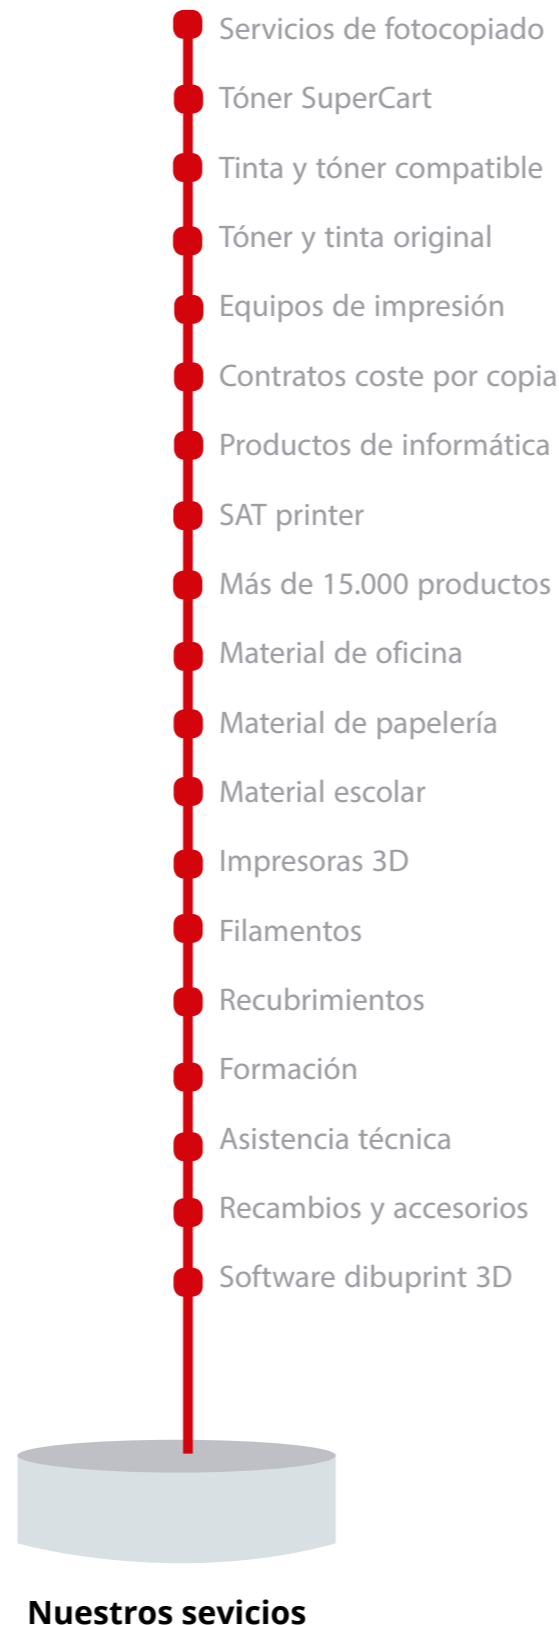 Servicios de fotocopiado
Tóner SuperCart
Tinta y tóner compatible
Tóner y tinta original
Equipos de impresión
Contratos coste por copia
Productos de informática
SAT printer
Más de 15.000 productos
Material de oficina
Material de papelería
Material escolar
Impresoras 3D
Filamentos
Recubrimientos
Formación
Asistencia técnica
Recambios y accesorios
Software dibuprint 3D
Nuestros sevicios